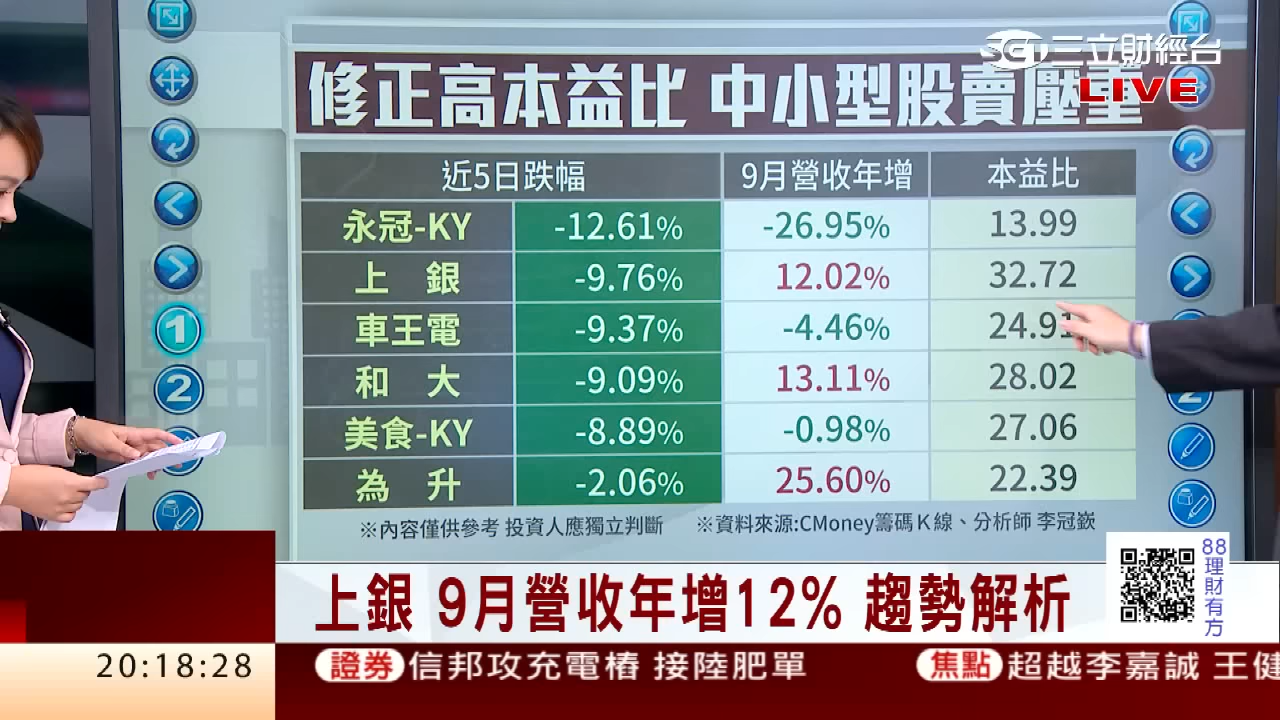 三立財經台
LIVE
修正高本益比 中小型股賣壓重
近5日跌幅 9月營收年增 本益比
永冠-KY -12.61% -26.95% 13.99
上銀 -9.76% 12.02% 32.72
車王電 -9.37% -4.46% 24.91
和大 -9.09% 13.11% 28.02
美食-KY -8.89% -0.98% 27.06
為升 -2.06% 25.60% 22.39
※內容僅供參考 投資人應獨立判斷 ※資料來源:CMoney籌碼K線、分析師 李冠嶔
1
2
2
88理財有方
上銀 9月營收年增12% 趨勢解析
20:18:28 證券 信邦攻充電樁 接陸肥單 焦點 超越李嘉誠 王健